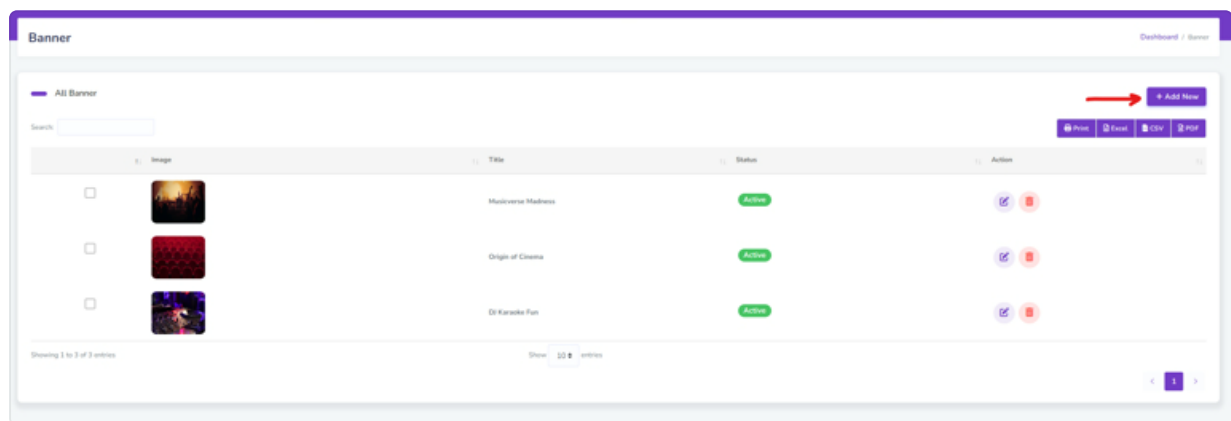 Banner
Dashboard / Banner
All Banner
+ Add New
Search:
Print Excel CSV PDF
Image Title Status Action
Musicverse Madness Active
Origin of Cinema Active
DJ Karaoke Fun Active
Showing 1 to 3 of 3 entries
Show 10 entries
< 1 >